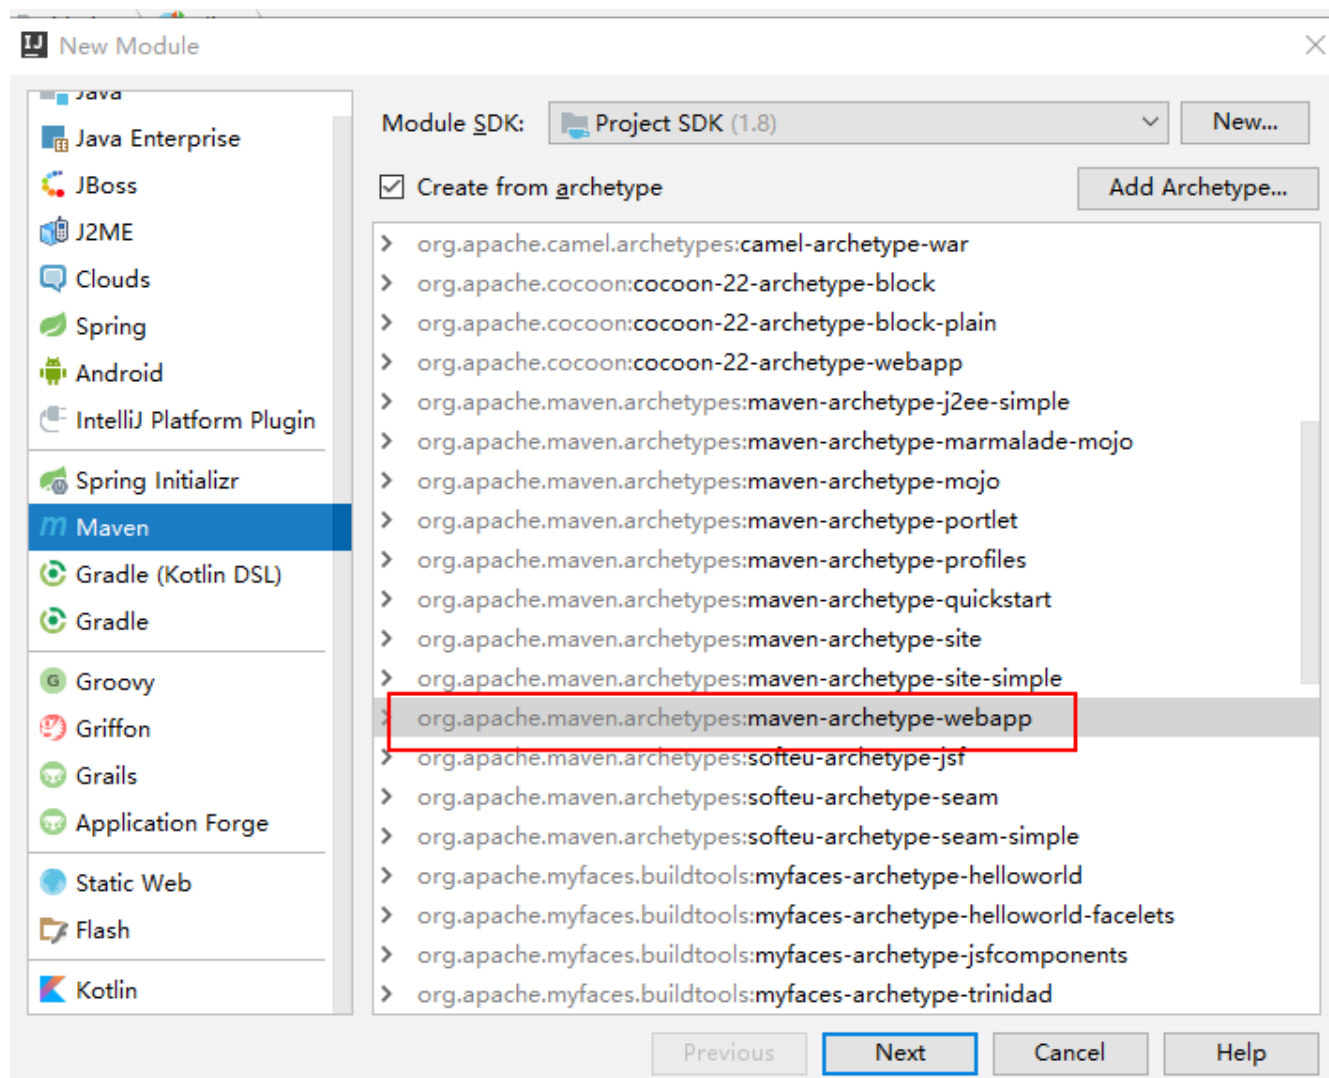 New Module
Java
Java Enterprise
JBoss
J2ME
Clouds
Spring
Android
IntelliJ Platform Plugin
Spring Initializr
Maven
Gradle (Kotlin DSL)
Gradle
Groovy
Griffon
Grails
Application Forge
Static Web
Flash
Kotlin
Module SDK: Project SDK (1.8) New...
Create from archetype Add Archetype...
org.apache.camel.archetypes:camel-archetype-war
org.apache.cocoon:cocoon-22-archetype-block
org.apache.cocoon:cocoon-22-archetype-block-plain
org.apache.cocoon:cocoon-22-archetype-webapp
org.apache.maven.archetypes:maven-archetype-j2ee-simple
org.apache.maven.archetypes:maven-archetype-marmalade-mojo
org.apache.maven.archetypes:maven-archetype-mojo
org.apache.maven.archetypes:maven-archetype-portlet
org.apache.maven.archetypes:maven-archetype-profiles
org.apache.maven.archetypes:maven-archetype-quickstart
org.apache.maven.archetypes:maven-archetype-site
org.apache.maven.archetypes:maven-archetype-site-simple
org.apache.maven.archetypes:maven-archetype-webapp
org.apache.maven.archetypes:softeu-archetype-jsf
org.apache.maven.archetypes:softeu-archetype-seam
org.apache.maven.archetypes:softeu-archetype-seam-simple
org.apache.myfaces.buildtools:myfaces-archetype-helloworld
org.apache.myfaces.buildtools:myfaces-archetype-helloworld-facelets
org.apache.myfaces.buildtools:myfaces-archetype-jsfcomponents
org.apache.myfaces.buildtools:myfaces-archetype-trinidad
Previous Next Cancel Help